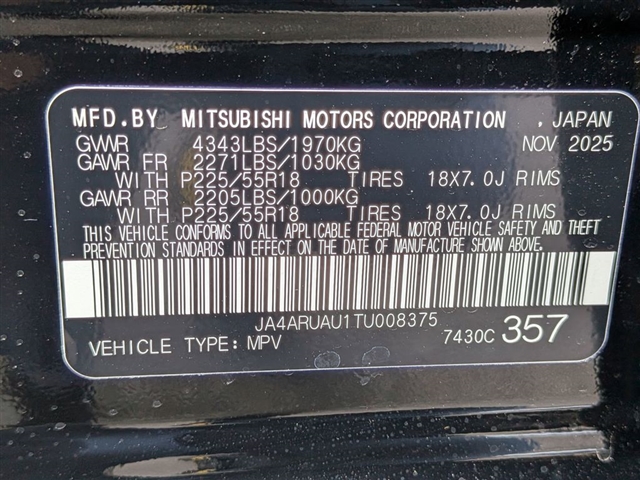 MFD.BY MITSUBISHI MOTORS CORPORATION , JAPAN
GVWR 4343LBS/1970KG NOV 2025
GAWR FR 2271LBS/1030KG
WITH P225/55R18 TIRES 18X7.0J RIMS
GAWR RR 2205LBS/1000KG
WITH P225/55R18 TIRES 18X7.0J RIMS
THIS VEHICLE CONFORMS TO ALL APPLICABLE FEDERAL MOTOR VEHICLE SAFETY AND THEFT
PREVENTION STANDARDS IN EFFECT ON THE DATE OF MANUFACTURE SHOWN ABOVE.
JA4ARUAU1TU008375
VEHICLE TYPE: MPV 7430C 357